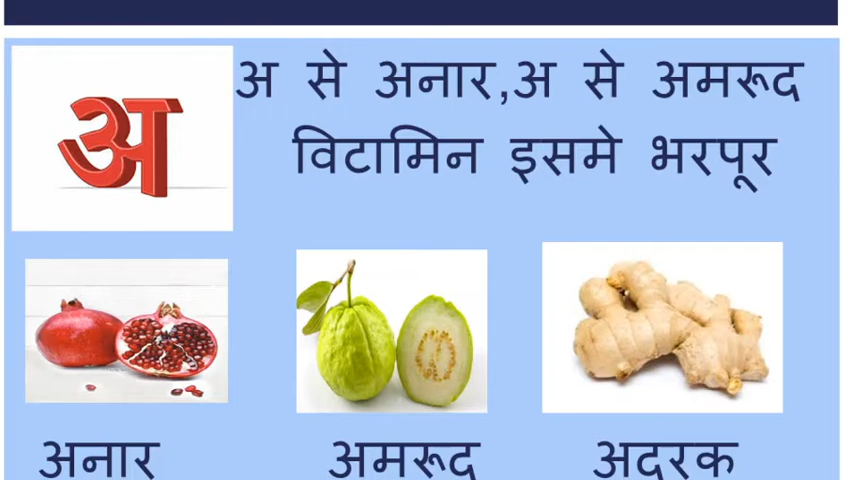 अ
अ से अनार,अ से अमरूद
विटामिन इसमे भरपूर
अनार अमरूद अदरक